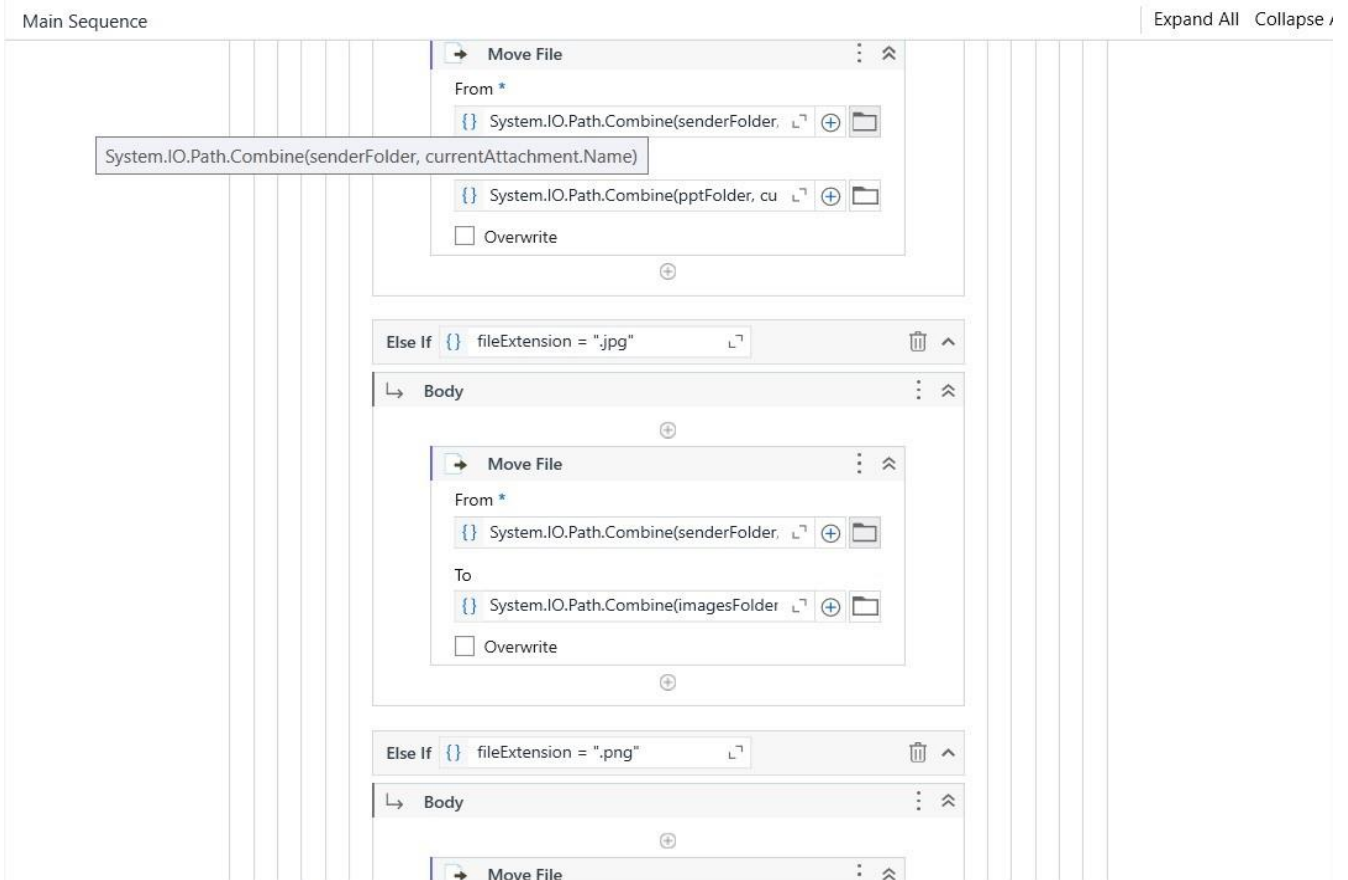 Main Sequence
Expand All Collapse
Move File
From *
{} System.IO.Path.Combine(senderFolder,
System.IO.Path.Combine(senderFolder, currentAttachment.Name)
{} System.IO.Path.Combine(pptFolder, cu
Overwrite
Else If {} fileExtension = ".jpg"
Body
Move File
From *
{} System.IO.Path.Combine(senderFolder,
To
{} System.IO.Path.Combine(imagesFolder
Overwrite
Else If {} fileExtension = ".png"
Body
Move File